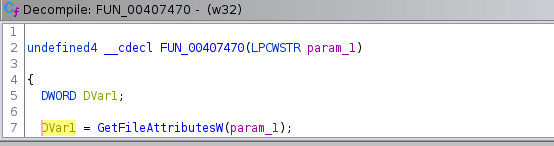 Decompile: FUN_00407470 - (w32)
1
2 undefined4 __cdecl FUN_00407470(LPCWSTR param_1)
3
4 {
5 DWORD DVar1;
6
7 DVar1 = GetFileAttributesW(param_1);